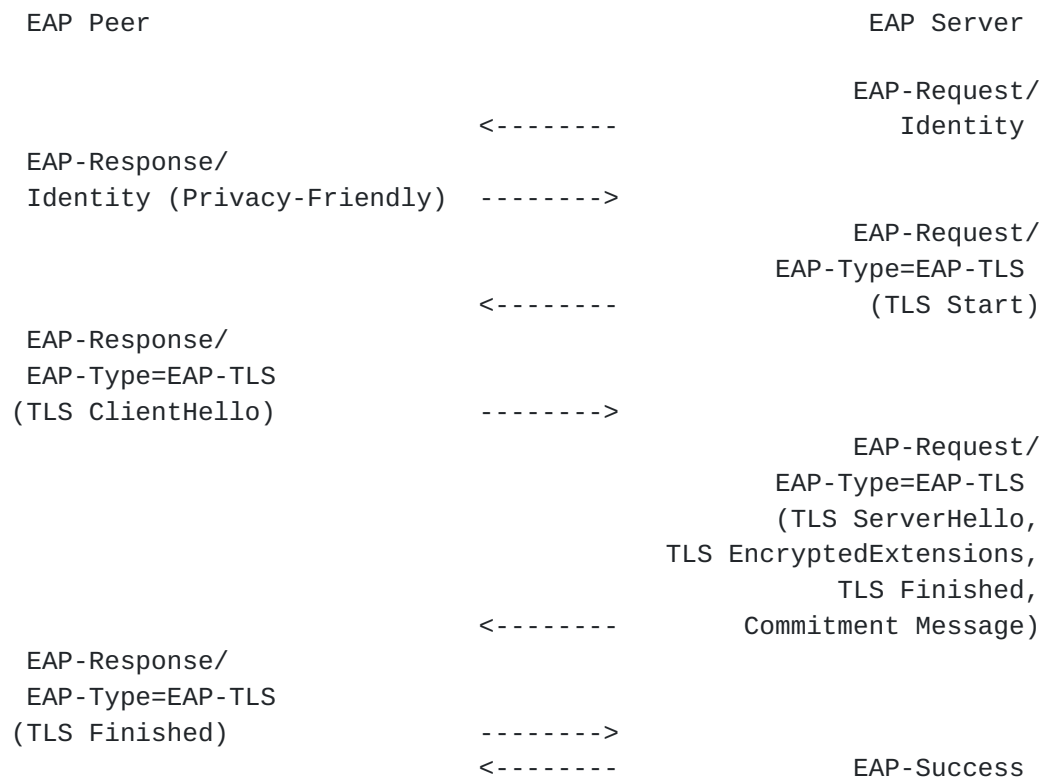 EAP Peer                                              EAP Server

                                                     EAP-Request/
                             <--------                  Identity
EAP-Response/
Identity (Privacy-Friendly)  -------->
                                                     EAP-Request/
                                                EAP-Type=EAP-TLS
                             <--------                (TLS Start)
EAP-Response/
EAP-Type=EAP-TLS
(TLS ClientHello)            -------->
                                                     EAP-Request/
                                                EAP-Type=EAP-TLS
                                                (TLS ServerHello,
                                         TLS EncryptedExtensions,
                                                    TLS Finished,
                             <--------        Commitment Message)
EAP-Response/
EAP-Type=EAP-TLS
(TLS Finished)               -------->
                             <--------               EAP-Success